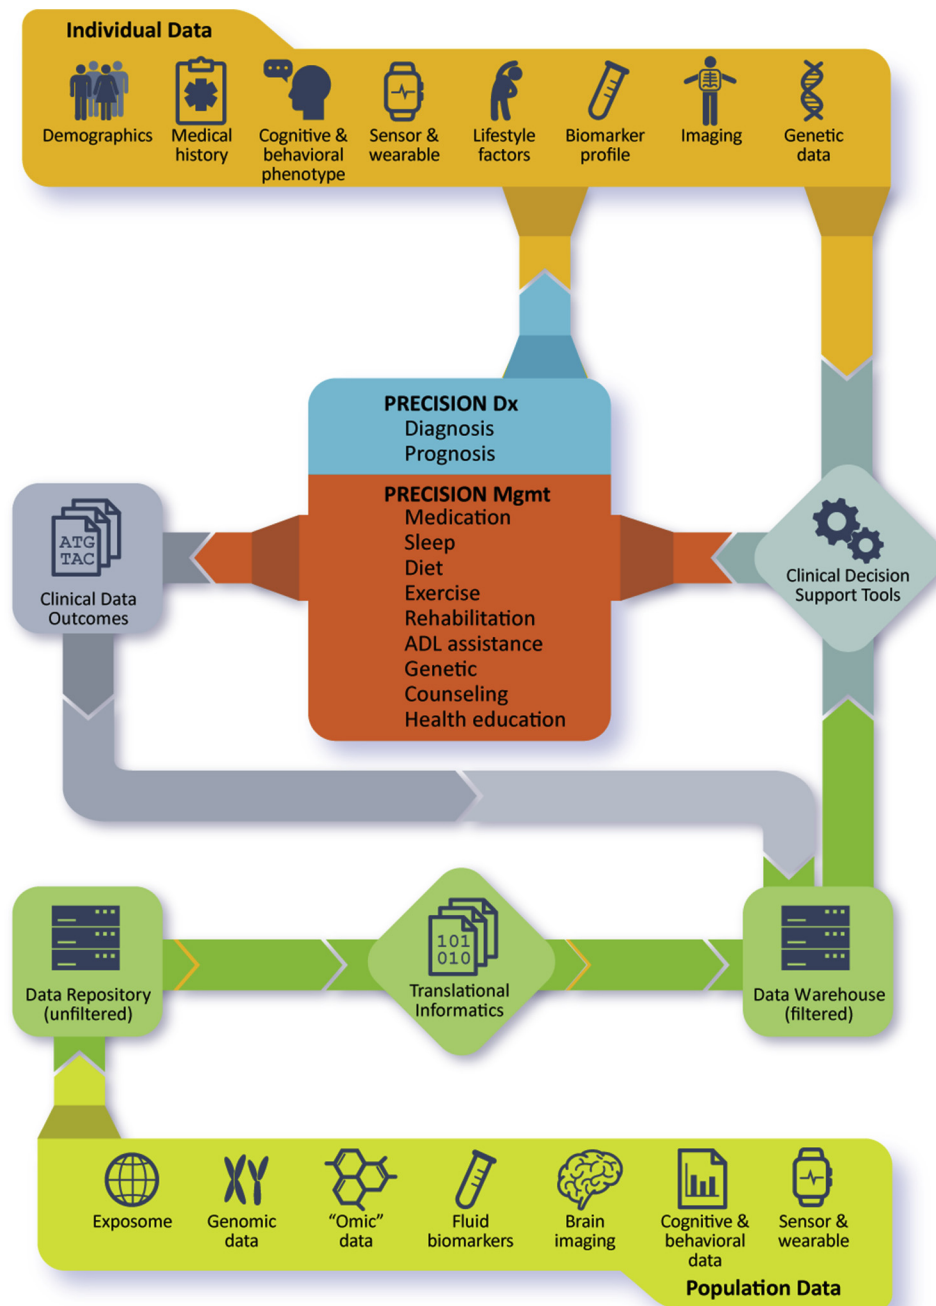 Individual Data
Demographics
Medical
history
Cognitive &
behavioral
phenotype
Sensor &
wearable
Lifestyle
factors
Biomarker
profile
Imaging
Genetic
data
PRECISION Dx
Diagnosis
Prognosis
PRECISION Mgmt
Medication
Sleep
Diet
Exercise
Rehabilitation
ADL assistance
Genetic
Counseling
Health education
ATG
TAC
Clinical Data
Outcomes
Clinical Decision
Support Tools
Data Repository
(unfiltered)
101
010
Translational
Informatics
Data Warehouse
(filtered)
Exposome
Genomic
data
“Omic”
data
Fluid
biomarkers
Brain
imaging
Cognitive &
behavioral
data
Sensor &
wearable
Population Data